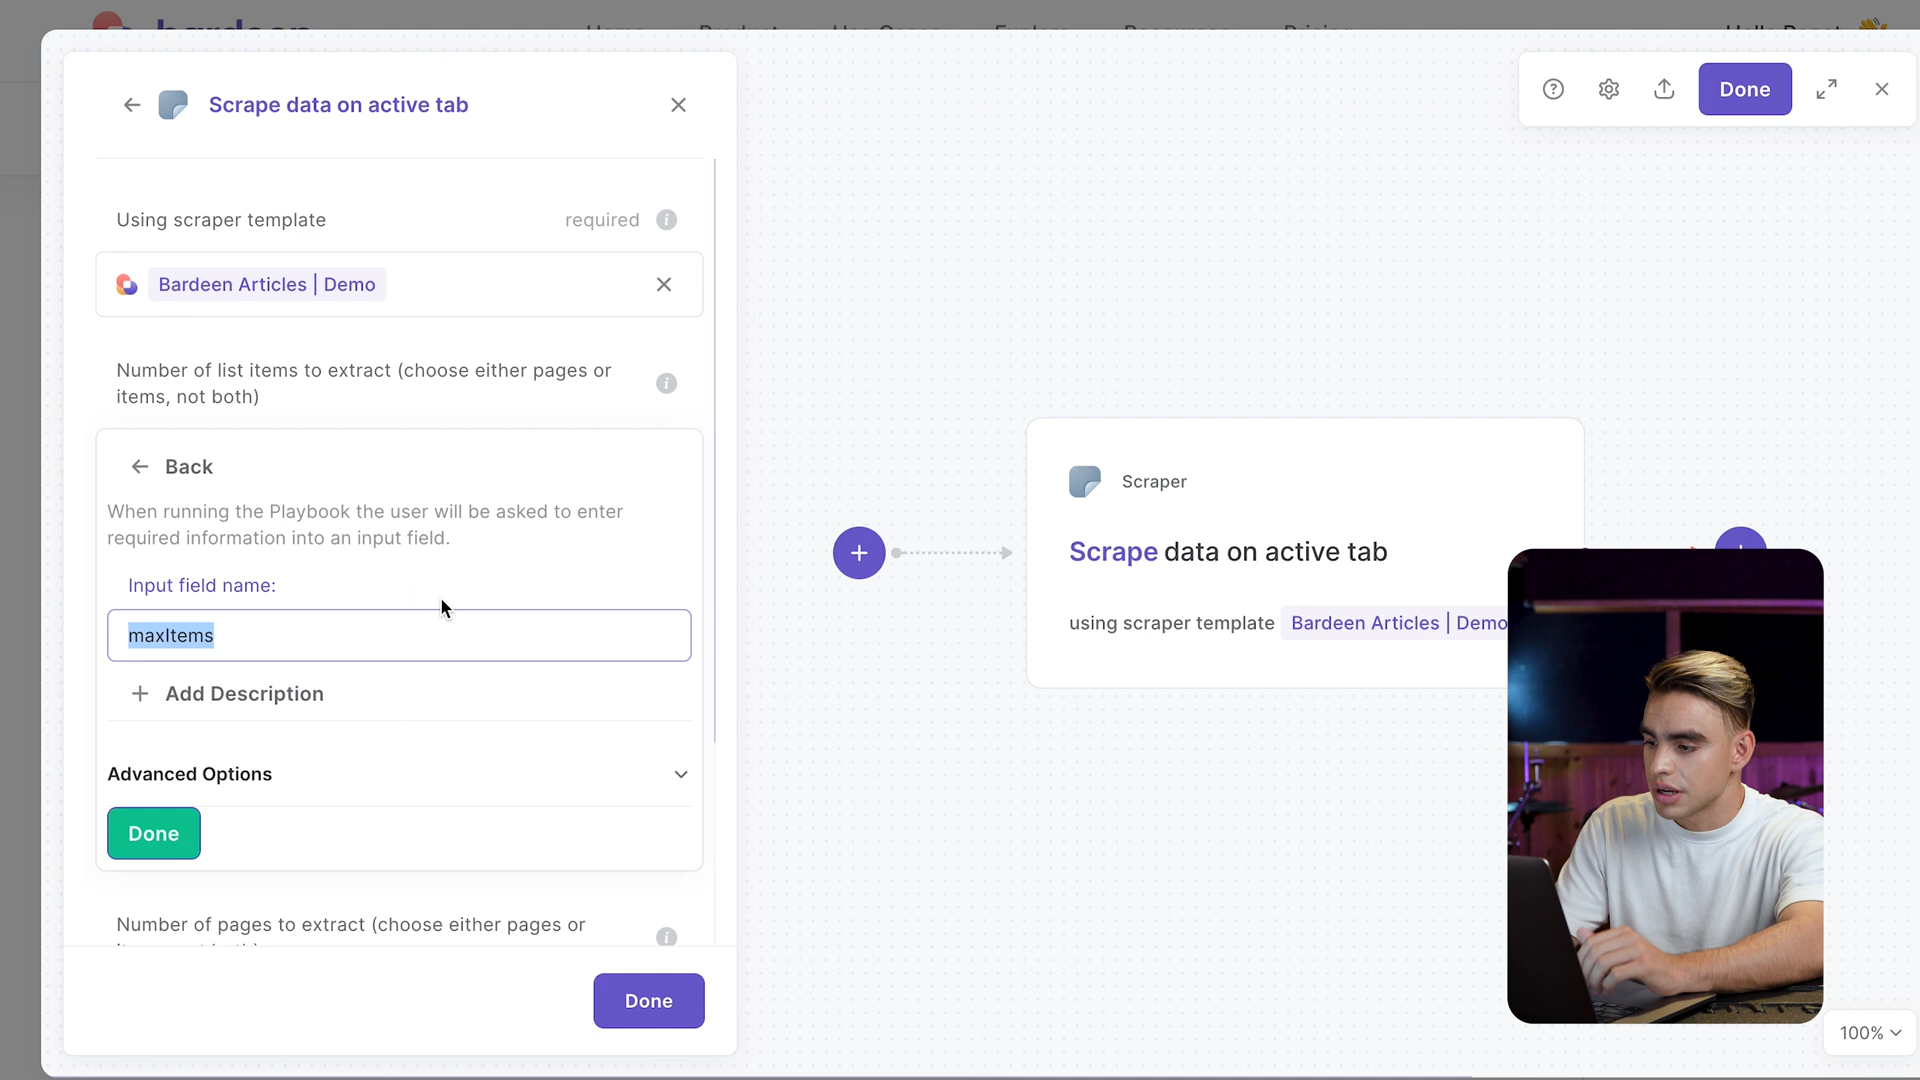 Scrape data on active tab
Done
Using scraper template
required
Bardeen Articles | Demo
Number of list items to extract (choose either pages or
items, not both)
Back
When running the Playbook the user will be asked to enter
required information into an input field.
Input field name:
maxItems
Add Description
Advanced Options
Done
Number of pages to extract (choose either pages or
Done
Scraper
Scrape data on active tab
using scraper template Bardeen Articles | Demo
100%